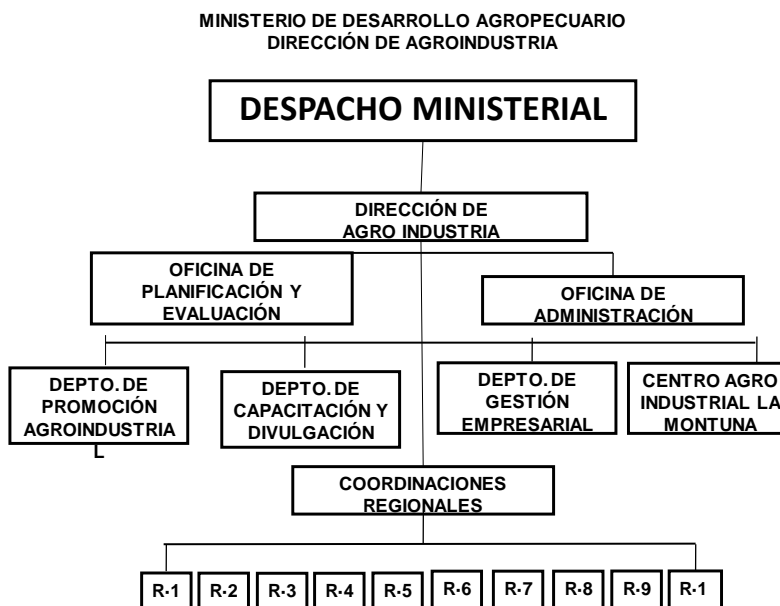 MINISTERIO DE DESARROLLO AGROPECUARIO
DIRECCIÓN DE AGROINDUSTRIA
DESPACHO MINISTERIAL
DIRECCIÓN DE
AGRO INDUSTRIA
OFICINA DE
PLANIFICACIÓN Y
EVALUACIÓN
OFICINA DE
ADMINISTRACIÓN
DEPTO. DE
PROMOCIÓN
AGROINDUSTRIA
L
DEPTO. DE
CAPACITACIÓN Y
DIVULGACIÓN
DEPTO. DE
GESTIÓN
EMPRESARIAL
CENTRO AGRO
INDUSTRIAL LA
MONTUNA
COORDINACIONES
REGIONALES
R-1
R-2
R-3
R-4
R-5
R-6
R-7
R-8
R-9
R-1